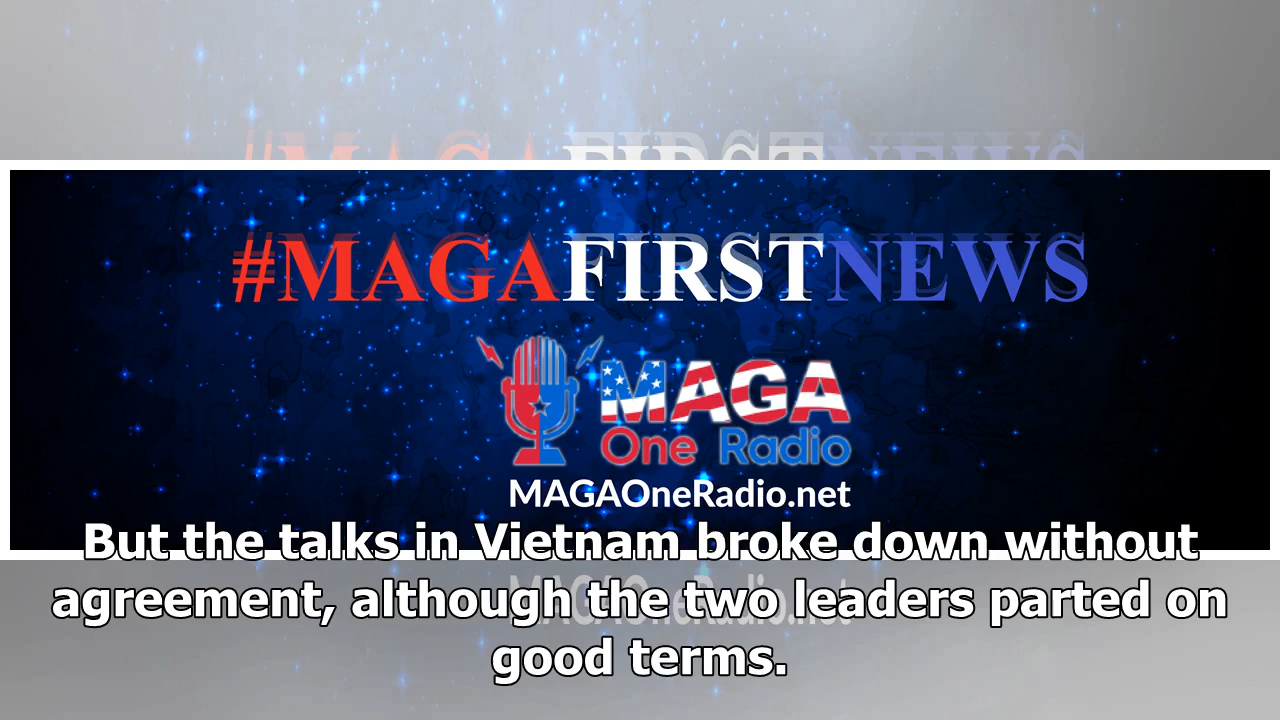 #MAGAFIRSTNEWS
MAGA
One Radio
MAGAOneRadio.net
But the talks in Vietnam broke down without
agreement, although the two leaders parted on
good terms.